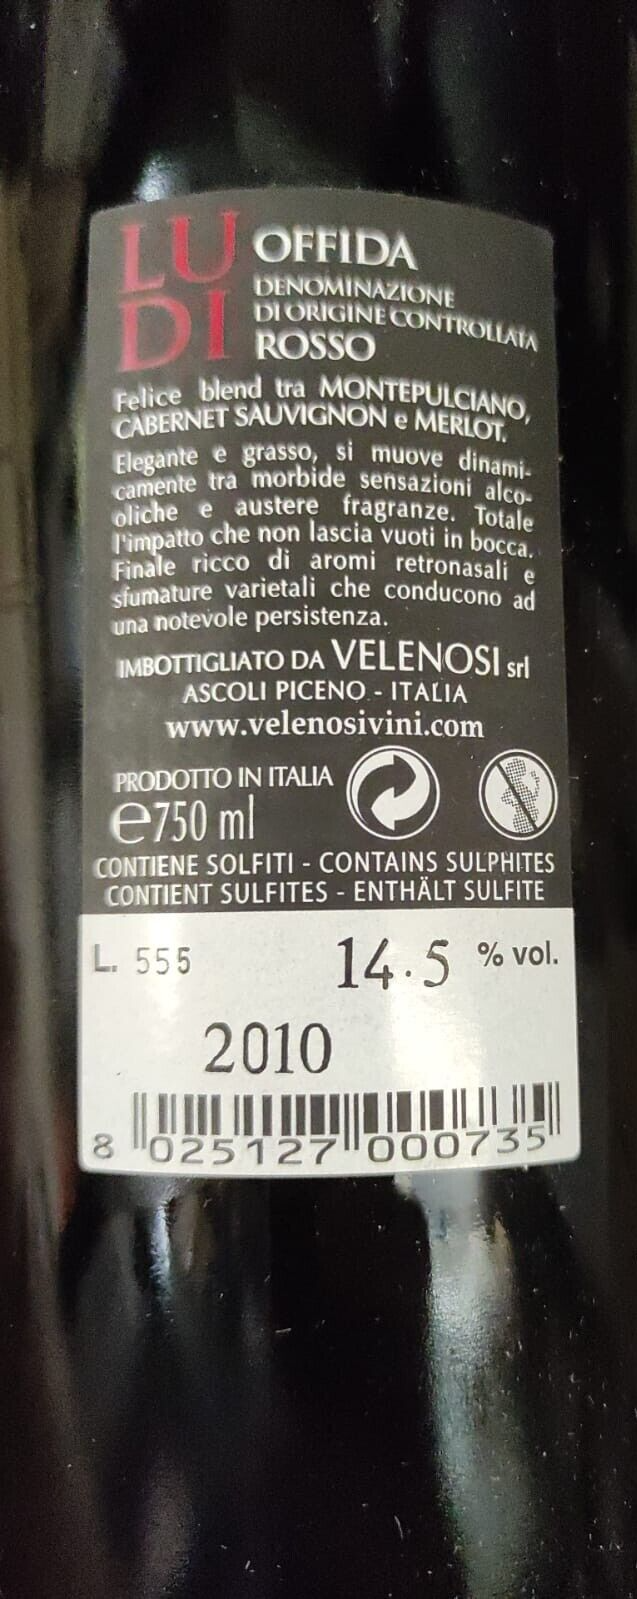 LU
DI
OFFIDA
DENOMINAZIONE
DI ORIGINE CONTROLLATA
ROSSO
Felice blend tra MONTEPULCIANO,
CABERNET SAUVIGNON e MERLOT.
Elegante e grasso, si muove dinami-
camente tra morbide sensazioni alco-
oliche e austere fragranze. Totale
l'impatto che non lascia vuoti in bocca.
Finale ricco di aromi retronasali e
sfumature varietali che conducono ad
una notevole persistenza.
IMBOTTIGLIATO DA VELENOSI srl
ASCOLI PICENO - ITALIA
www.velenosivini.com
PRODOTTO IN ITALIA
℮750 ml
CONTIENE SOLFITI - CONTAINS SULPHITES
CONTIENT SULFITES - ENTHÄLT SULFITE
L. 555
14.5 % vol.
2010
8 025127 000735